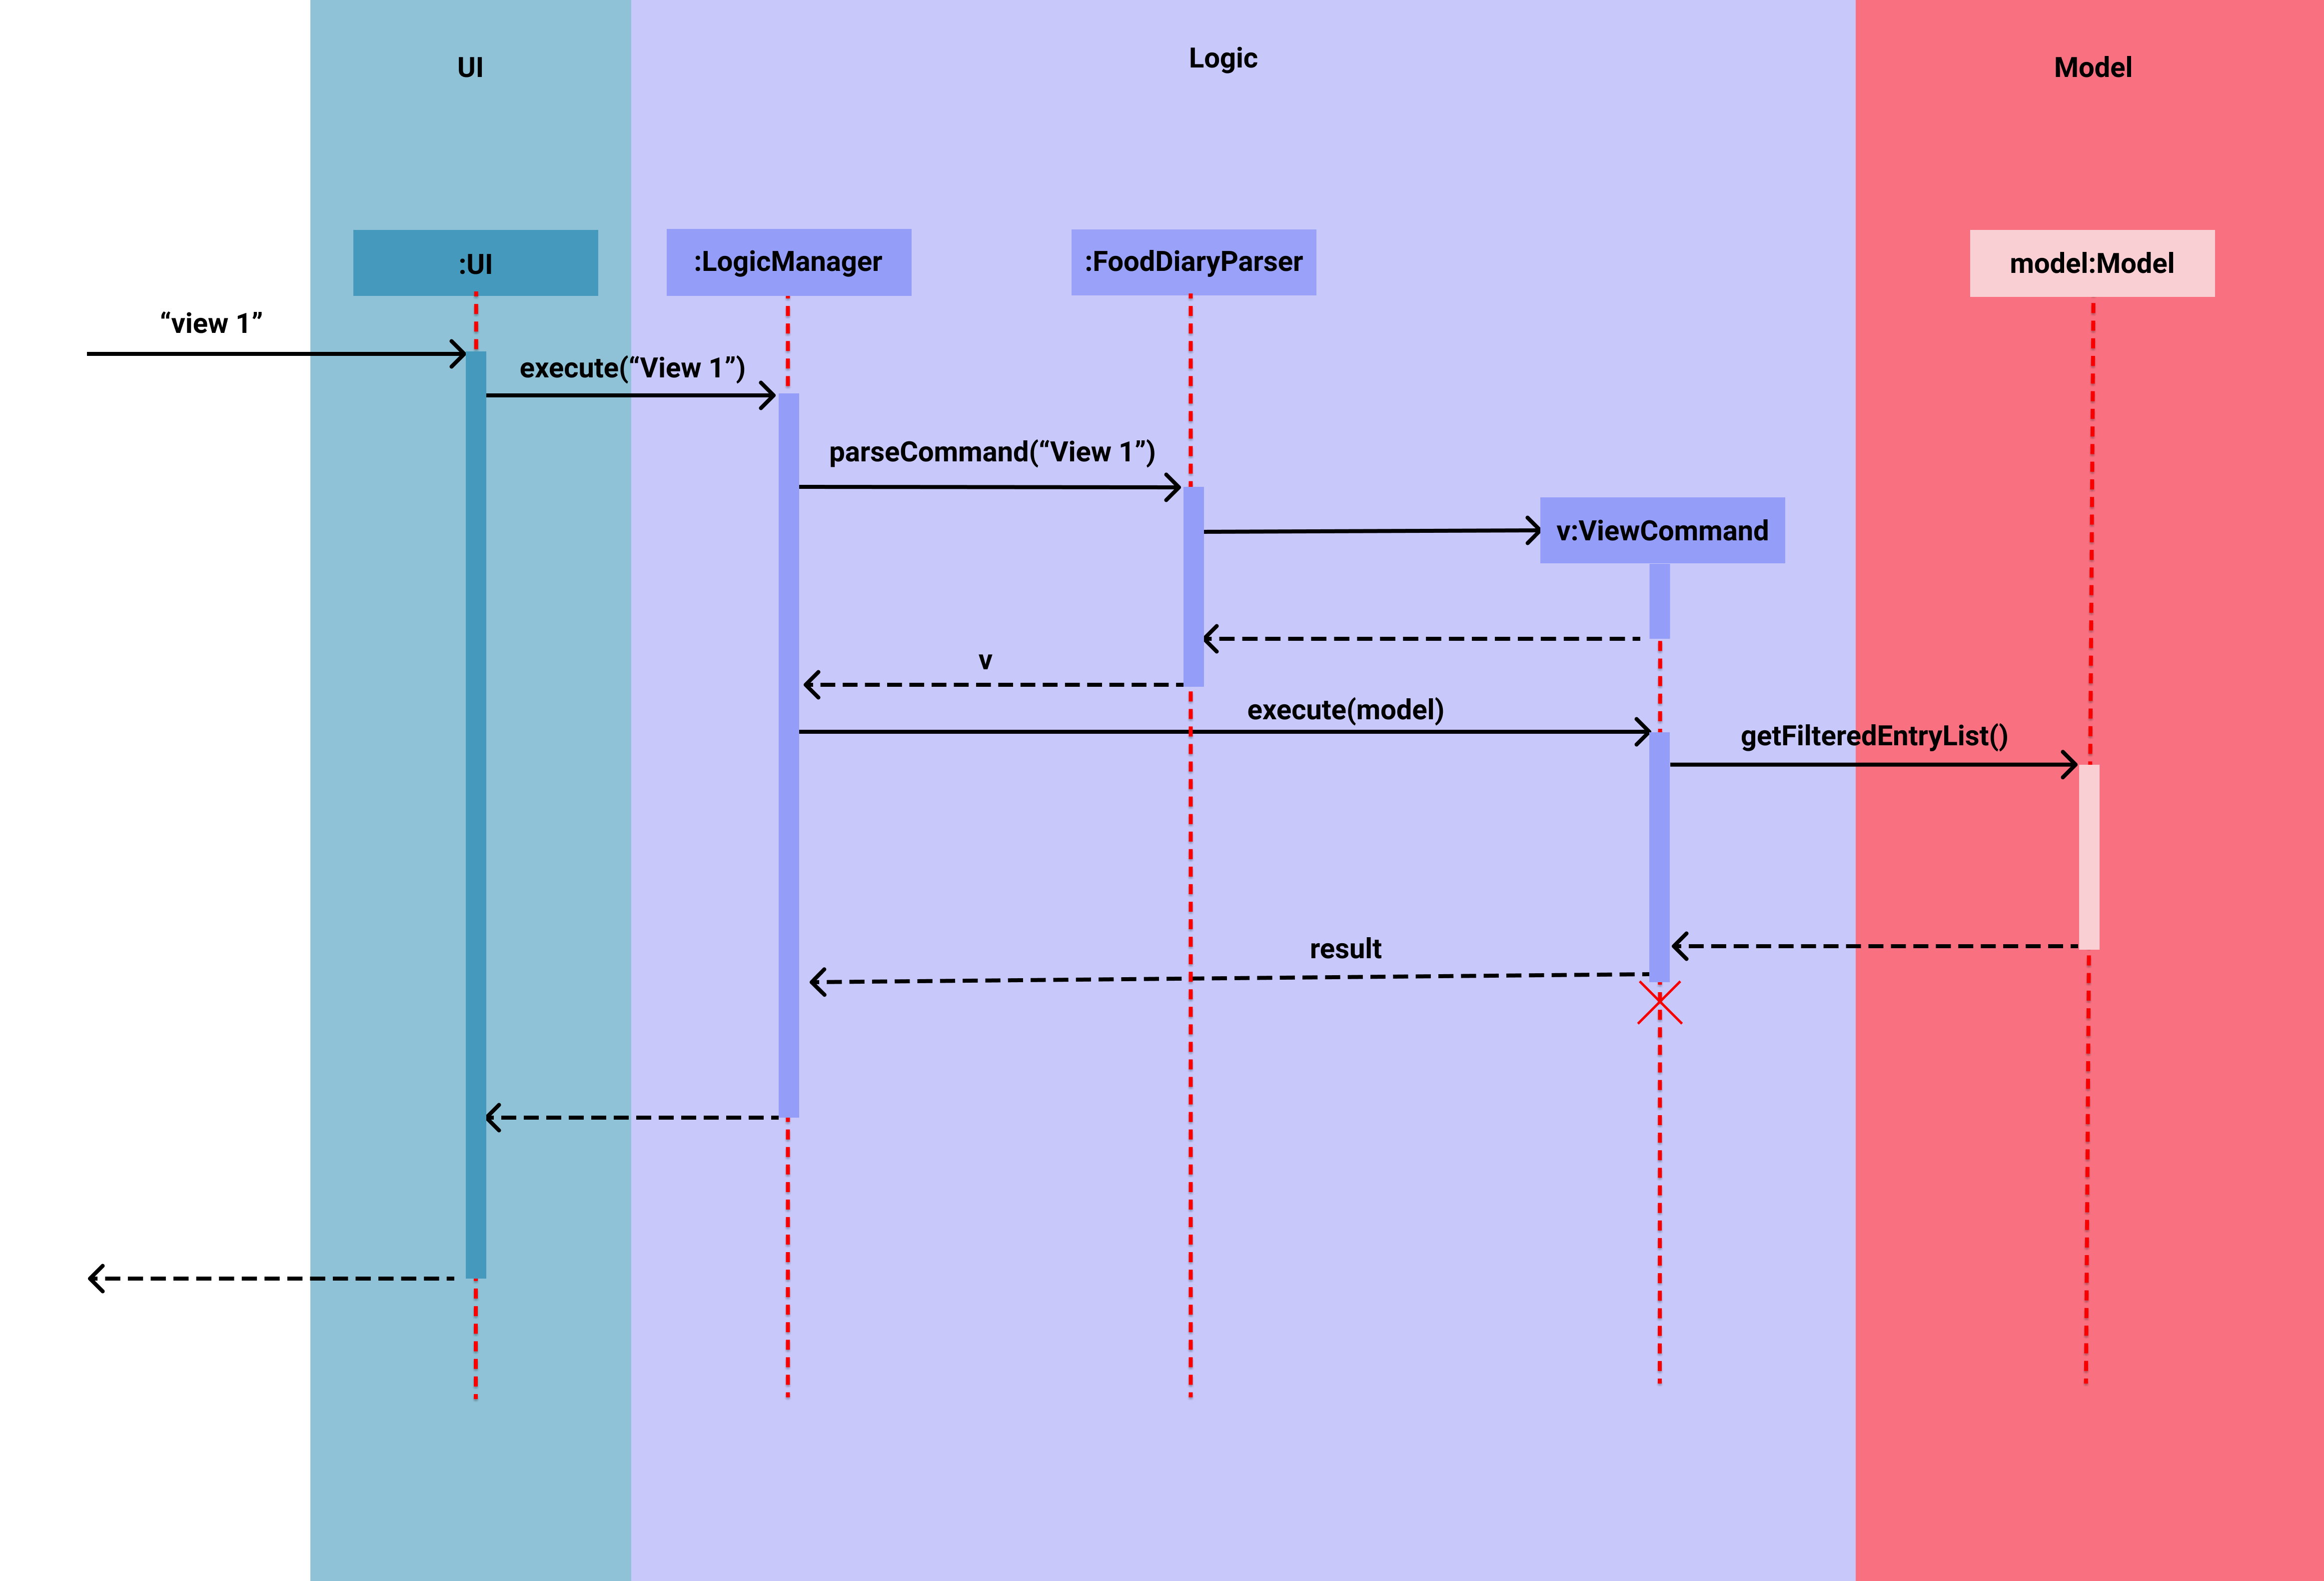 UI
Logic
Model
:UI
:LogicManager
:FoodDiaryParser
model:Model
“view 1”
execute(“View 1”)
parseCommand(“View 1”)
v:ViewCommand
v
execute(model)
getFilteredEntryList()
result